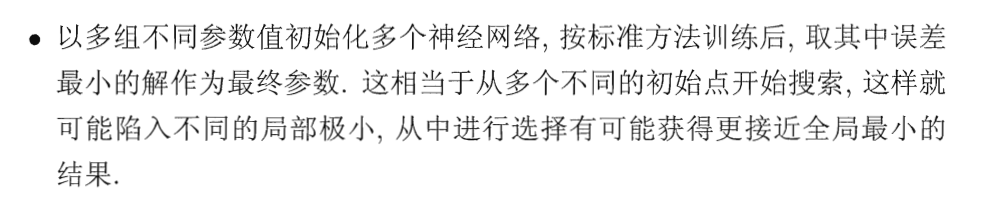 • 以多组不同参数值初始化多个神经网络, 按标准方法训练后, 取其中误差
最小的解作为最终参数. 这相当于从多个不同的初始点开始搜索, 这样就
可能陷入不同的局部极小, 从中进行选择有可能获得更接近全局最小的
结果.